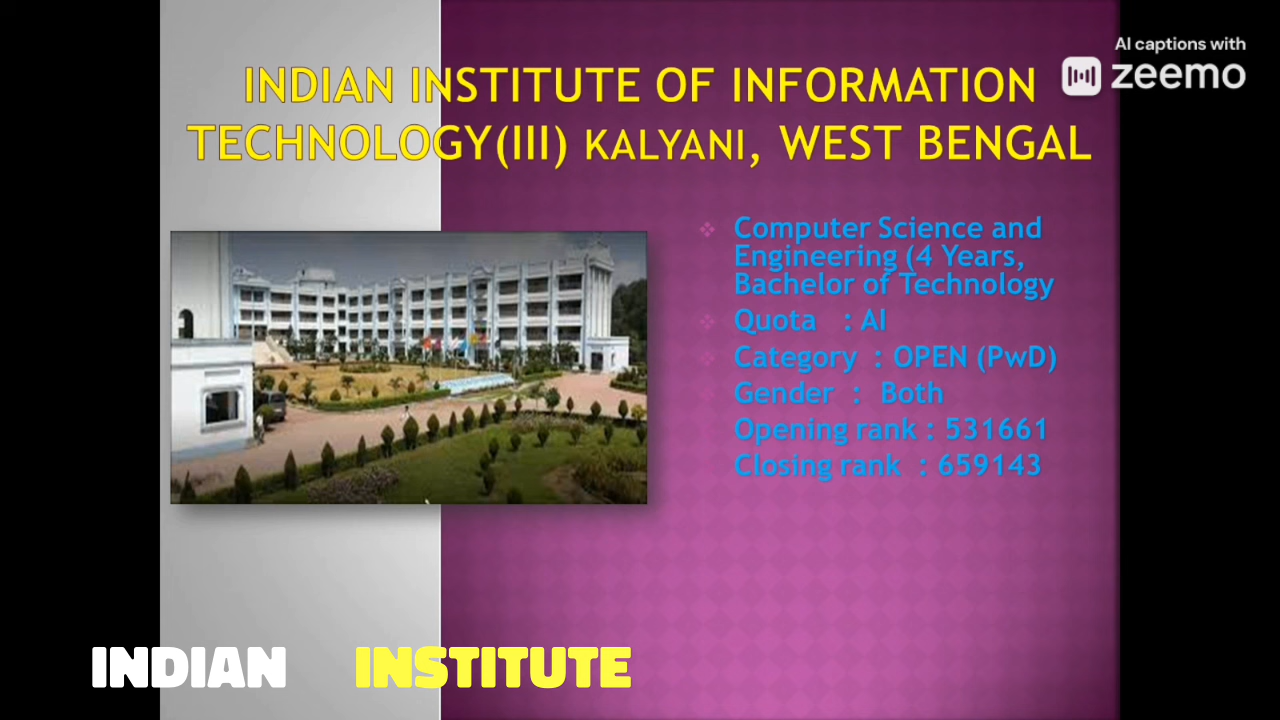 AI captions with
zeemo
INDIAN INSTITUTE OF INFORMATION
TECHNOLOGY(III) KALYANI, WEST BENGAL
Computer Science and
Engineering (4 Years,
Bachelor of Technology
Quota : AI
Category : OPEN (PwD)
Gender : Both
Opening rank : 531661
Closing rank : 659143
INDIAN INSTITUTE